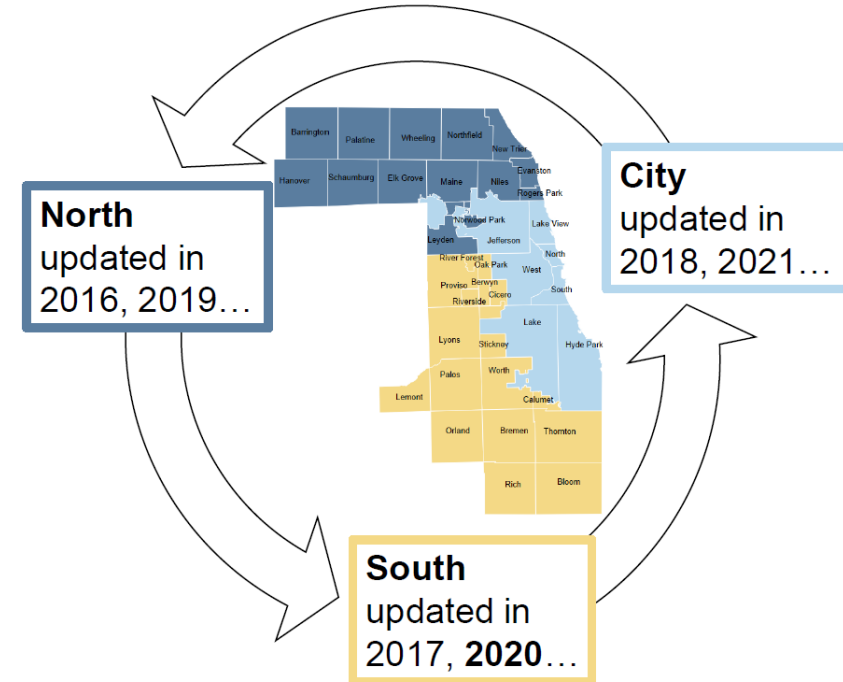 Barrington
Palatine
Wheeling
Northfield
New Trier
Hanover
Schaumburg
Elk Grove
Maine
Niles
Evanston
Rogers Park
North
updated in
2016, 2019…
City
updated in
2018, 2021…
Norwood Park
Lake View
Leyden
Jefferson
North
River Forest
Oak Park
West
Proviso
Berwyn
Cicero
South
Riverside
Lake
Lyons
Stickney
Hyde Park
Palos
Worth
Lemont
Calumet
Orland
Bremen
Thornton
Rich
Bloom
South
updated in
2017, 2020…